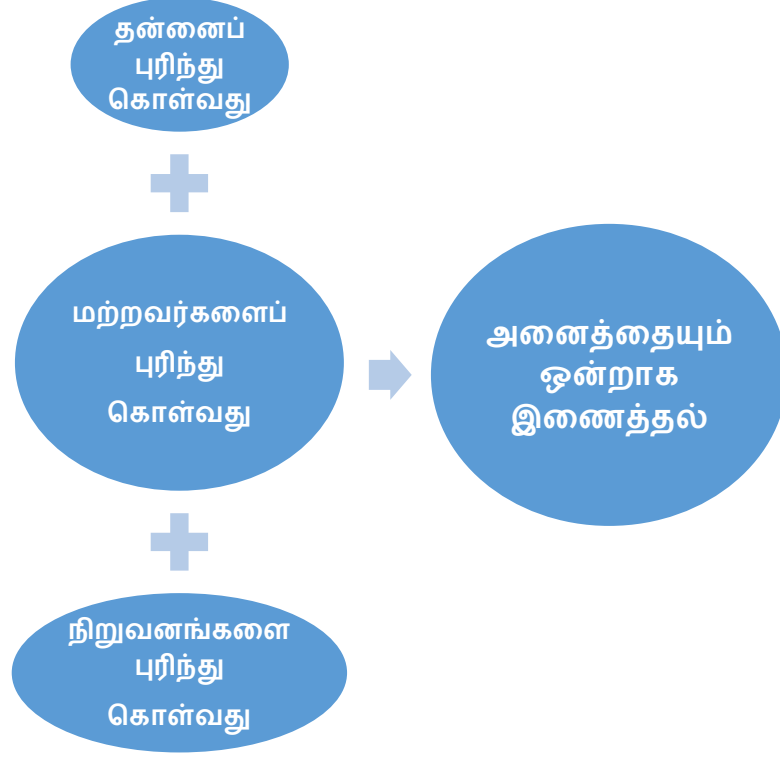 தன்னைப்
புரிந்து
கொள்வது
மற்றவர்களைப்
புரிந்து
கொள்வது
அனைத்தையும்
ஒன்றாக
இணைத்தல்
நிறுவனங்களை
புரிந்து
கொள்வது